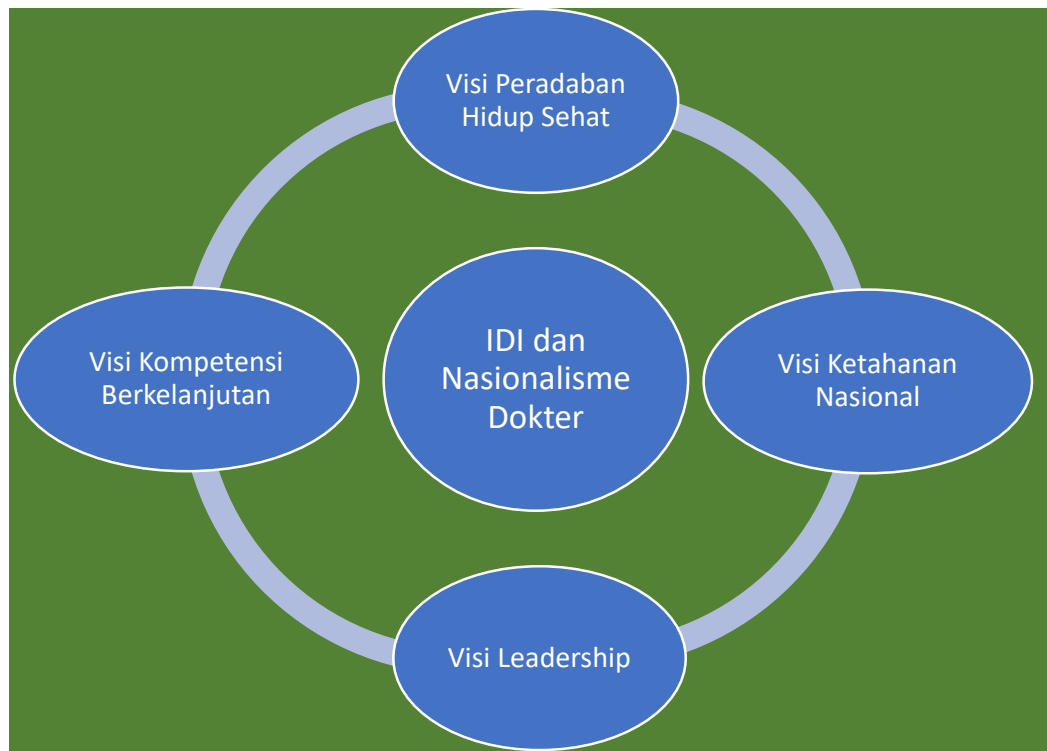 Visi Peradaban
Hidup Sehat
Visi Kompetensi
Berkelanjutan
IDI dan
Nasionalisme
Dokter
Visi Ketahanan
Nasional
Visi Leadership